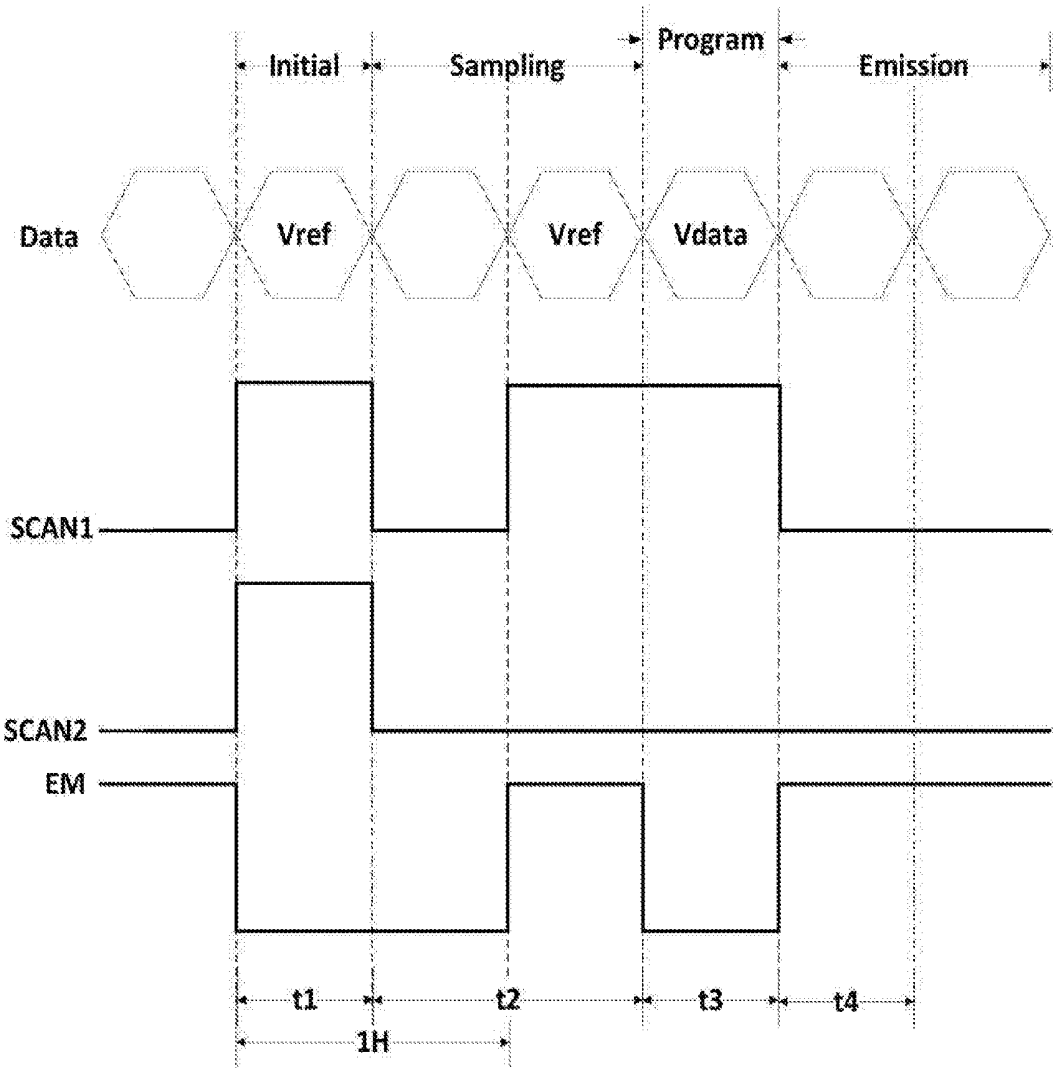 Program
Initial
Sampling
Emission
Data
Vref
Vref
Vdata
SCAN1
SCAN2
EM
t1
t2
t3
t4
1H